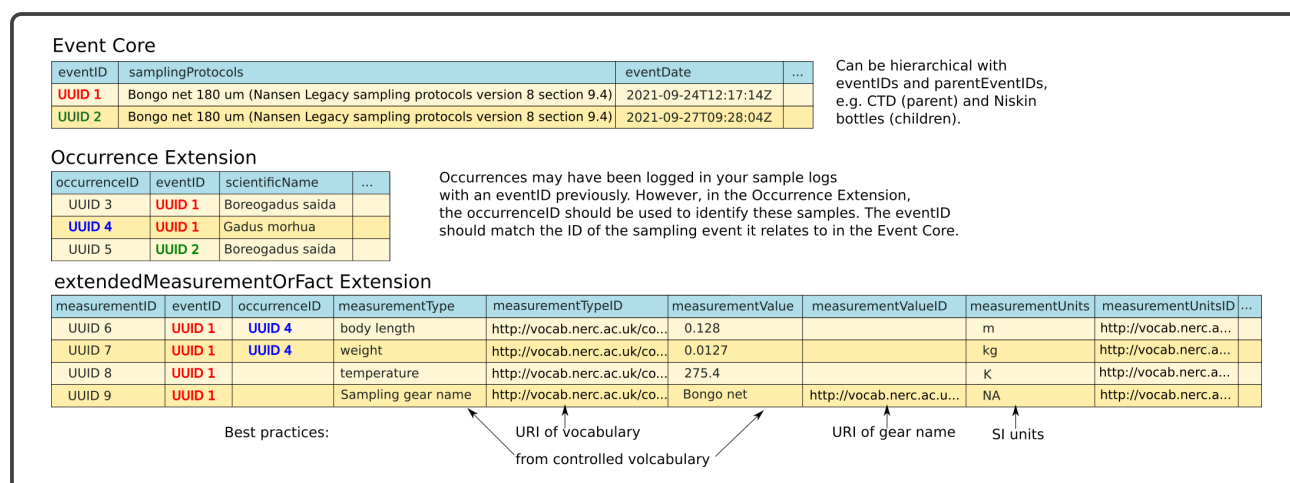 Event Core
eventID samplingProtocols eventDate ...
UUID 1 Bongo net 180 um (Nansen Legacy sampling protocols version 8 section 9.4) 2021-09-24T12:17:14Z
UUID 2 Bongo net 180 um (Nansen Legacy sampling protocols version 8 section 9.4) 2021-09-27T09:28:04Z
Can be hierarchical with
eventIDs and parentEventIDs,
e.g. CTD (parent) and Niskin
bottles (children).
Occurrence Extension
occurrenceID eventID scientificName ...
UUID 3 UUID 1 Boreogadus saida
UUID 4 UUID 1 Gadus morhua
UUID 5 UUID 2 Boreogadus saida
Occurrences may have been logged in your sample logs
with an eventID previously. However, in the Occurrence Extension,
the occurrenceID should be used to identify these samples. The eventID
should match the ID of the sampling event it relates to in the Event Core.
extendedMeasurementOrFact Extension
measurementID eventID occurrenceID measurementType measurementTypeID measurementValue measurementValueID measurementUnits measurementUnitsID ...
UUID 6 UUID 1 UUID 4 body length http://vocab.nerc.ac.uk/co... 0.128 m http://vocab.nerc.a...
UUID 7 UUID 1 UUID 4 weight http://vocab.nerc.ac.uk/co... 0.0127 kg http://vocab.nerc.a...
UUID 8 UUID 1 temperature http://vocab.nerc.ac.uk/co... 275.4 K http://vocab.nerc.a...
UUID 9 UUID 1 Sampling gear name http://vocab.nerc.ac.uk/co... Bongo net http://vocab.nerc.ac.u... NA http://vocab.nerc.a...
Best practices: URI of vocabulary URI of gear name SI units
from controlled volcabulary